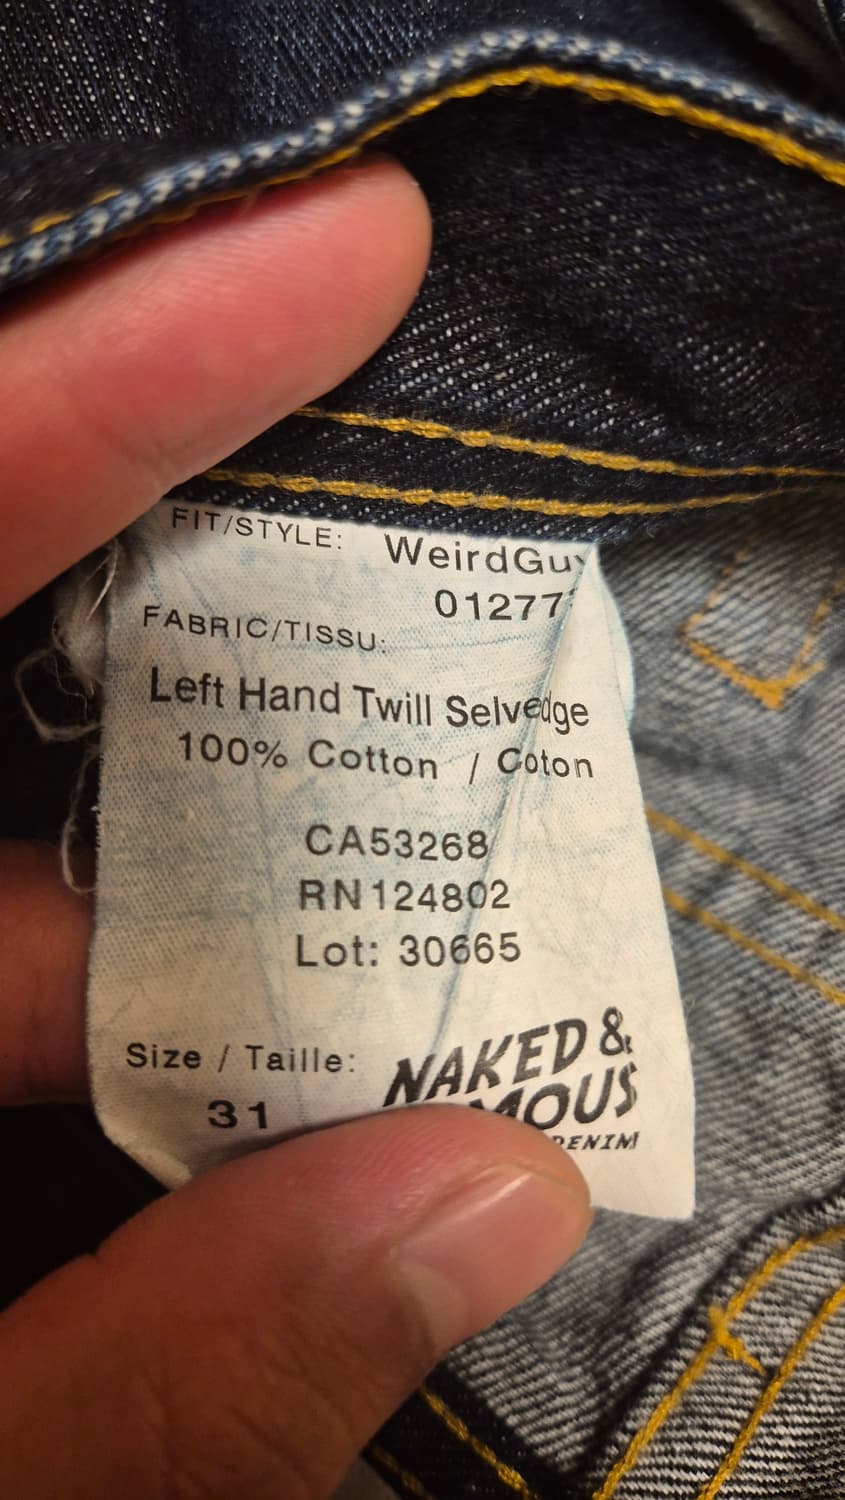 FIT/STYLE: WeirdGuy
01277
FABRIC/TISSU:
Left Hand Twill Selvedge
100% Cotton / Coton
CA53268
RN124802
Lot: 30665
Size / Taille:
31
NAKED &
DENIM